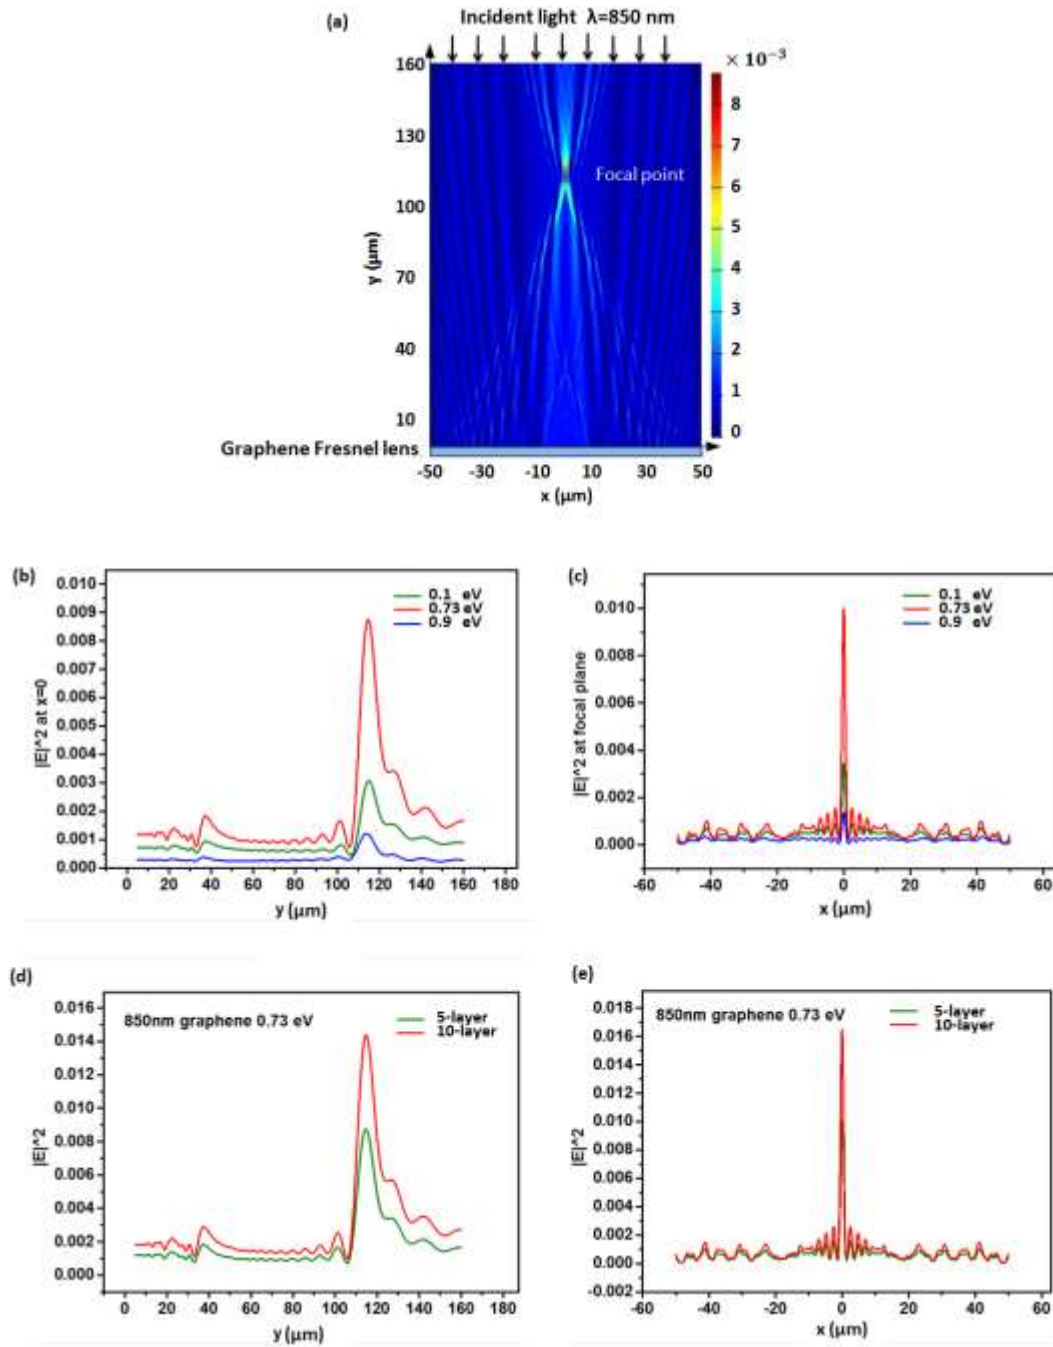 (a)
Incident light λ=850 nm
× 10⁻³
160
130
100
70
40
10
y (μm)
Focal point
8
7
6
5
4
3
2
1
0
Graphene Fresnel lens
-50 -30 -10 10 30 50
x (μm)
(b)
0.010
0.009
0.008
0.007
0.006
0.005
0.004
0.003
0.002
0.001
0.000
|E|^2 at x=0
0.1 eV
0.73 eV
0.9 eV
0 20 40 60 80 100 120 140 160 180
y (μm)
(c)
0.010
0.008
0.006
0.004
0.002
0.000
|E|^2 at focal plane
0.1 eV
0.73 eV
0.9 eV
-60 -40 -20 0 20 40 60
x (μm)
(d)
0.016
0.014
0.012
0.010
0.008
0.006
0.004
0.002
0.000
|E|^2
850nm graphene 0.73 eV
5-layer
10-layer
0 20 40 60 80 100 120 140 160 180
y (μm)
(e)
0.018
0.016
0.014
0.012
0.010
0.008
0.006
0.004
0.002
0.000
-0.002
|E|^2
850nm graphene 0.73 eV
5-layer
10-layer
-60 -40 -20 0 20 40 60
x (μm)